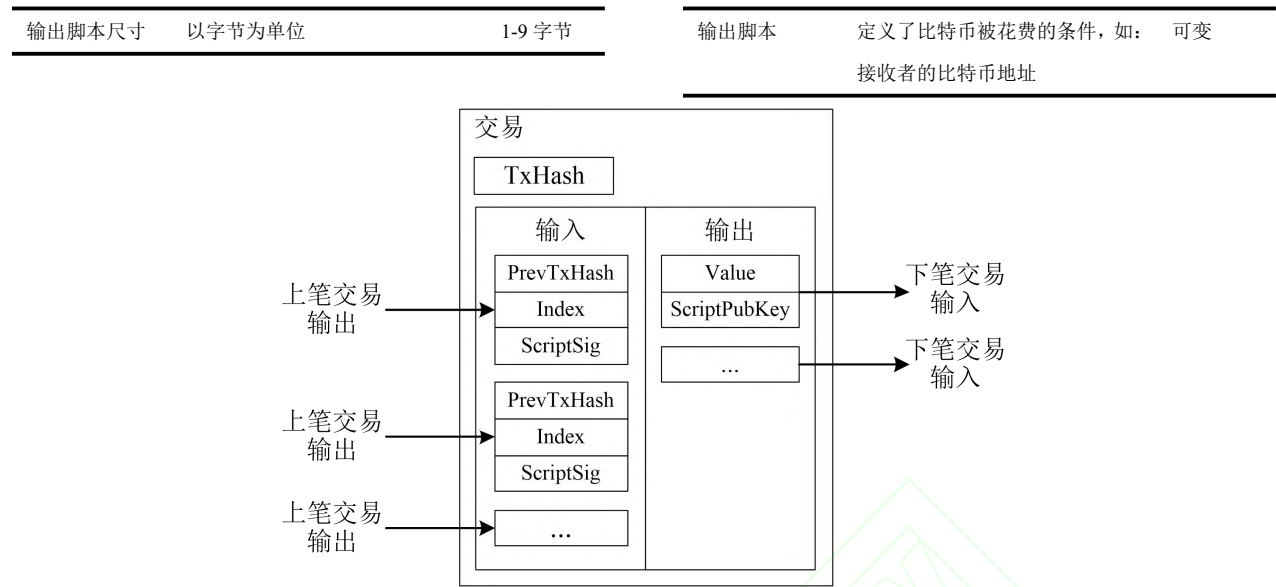 输出脚本尺寸 以字节为单位 1-9 字节
输出脚本 定义了比特币被花费的条件，如： 可变
接收者的比特币地址
交易
TxHash
输入
输出
PrevTxHash
Index
ScriptSig
PrevTxHash
Index
ScriptSig
...
Value
ScriptPubKey
...
上笔交易
输出
上笔交易
输出
上笔交易
输出
下笔交易
输入
下笔交易
输入